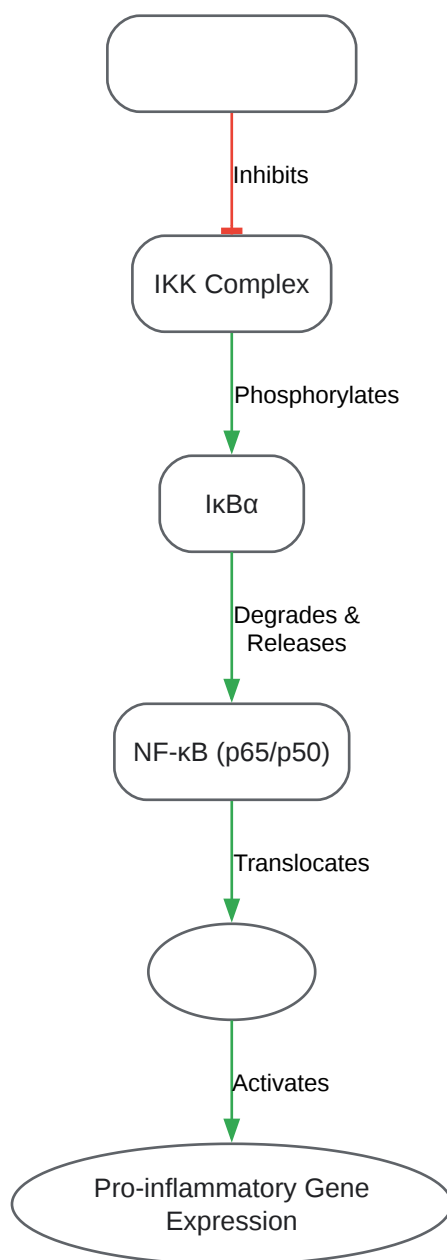 Inhibits
IKK Complex
Phosphorylates
IκBα
Degrades &
Releases
NF-κB (p65/p50)
Translocates
Activates
Pro-inflammatory Gene
Expression